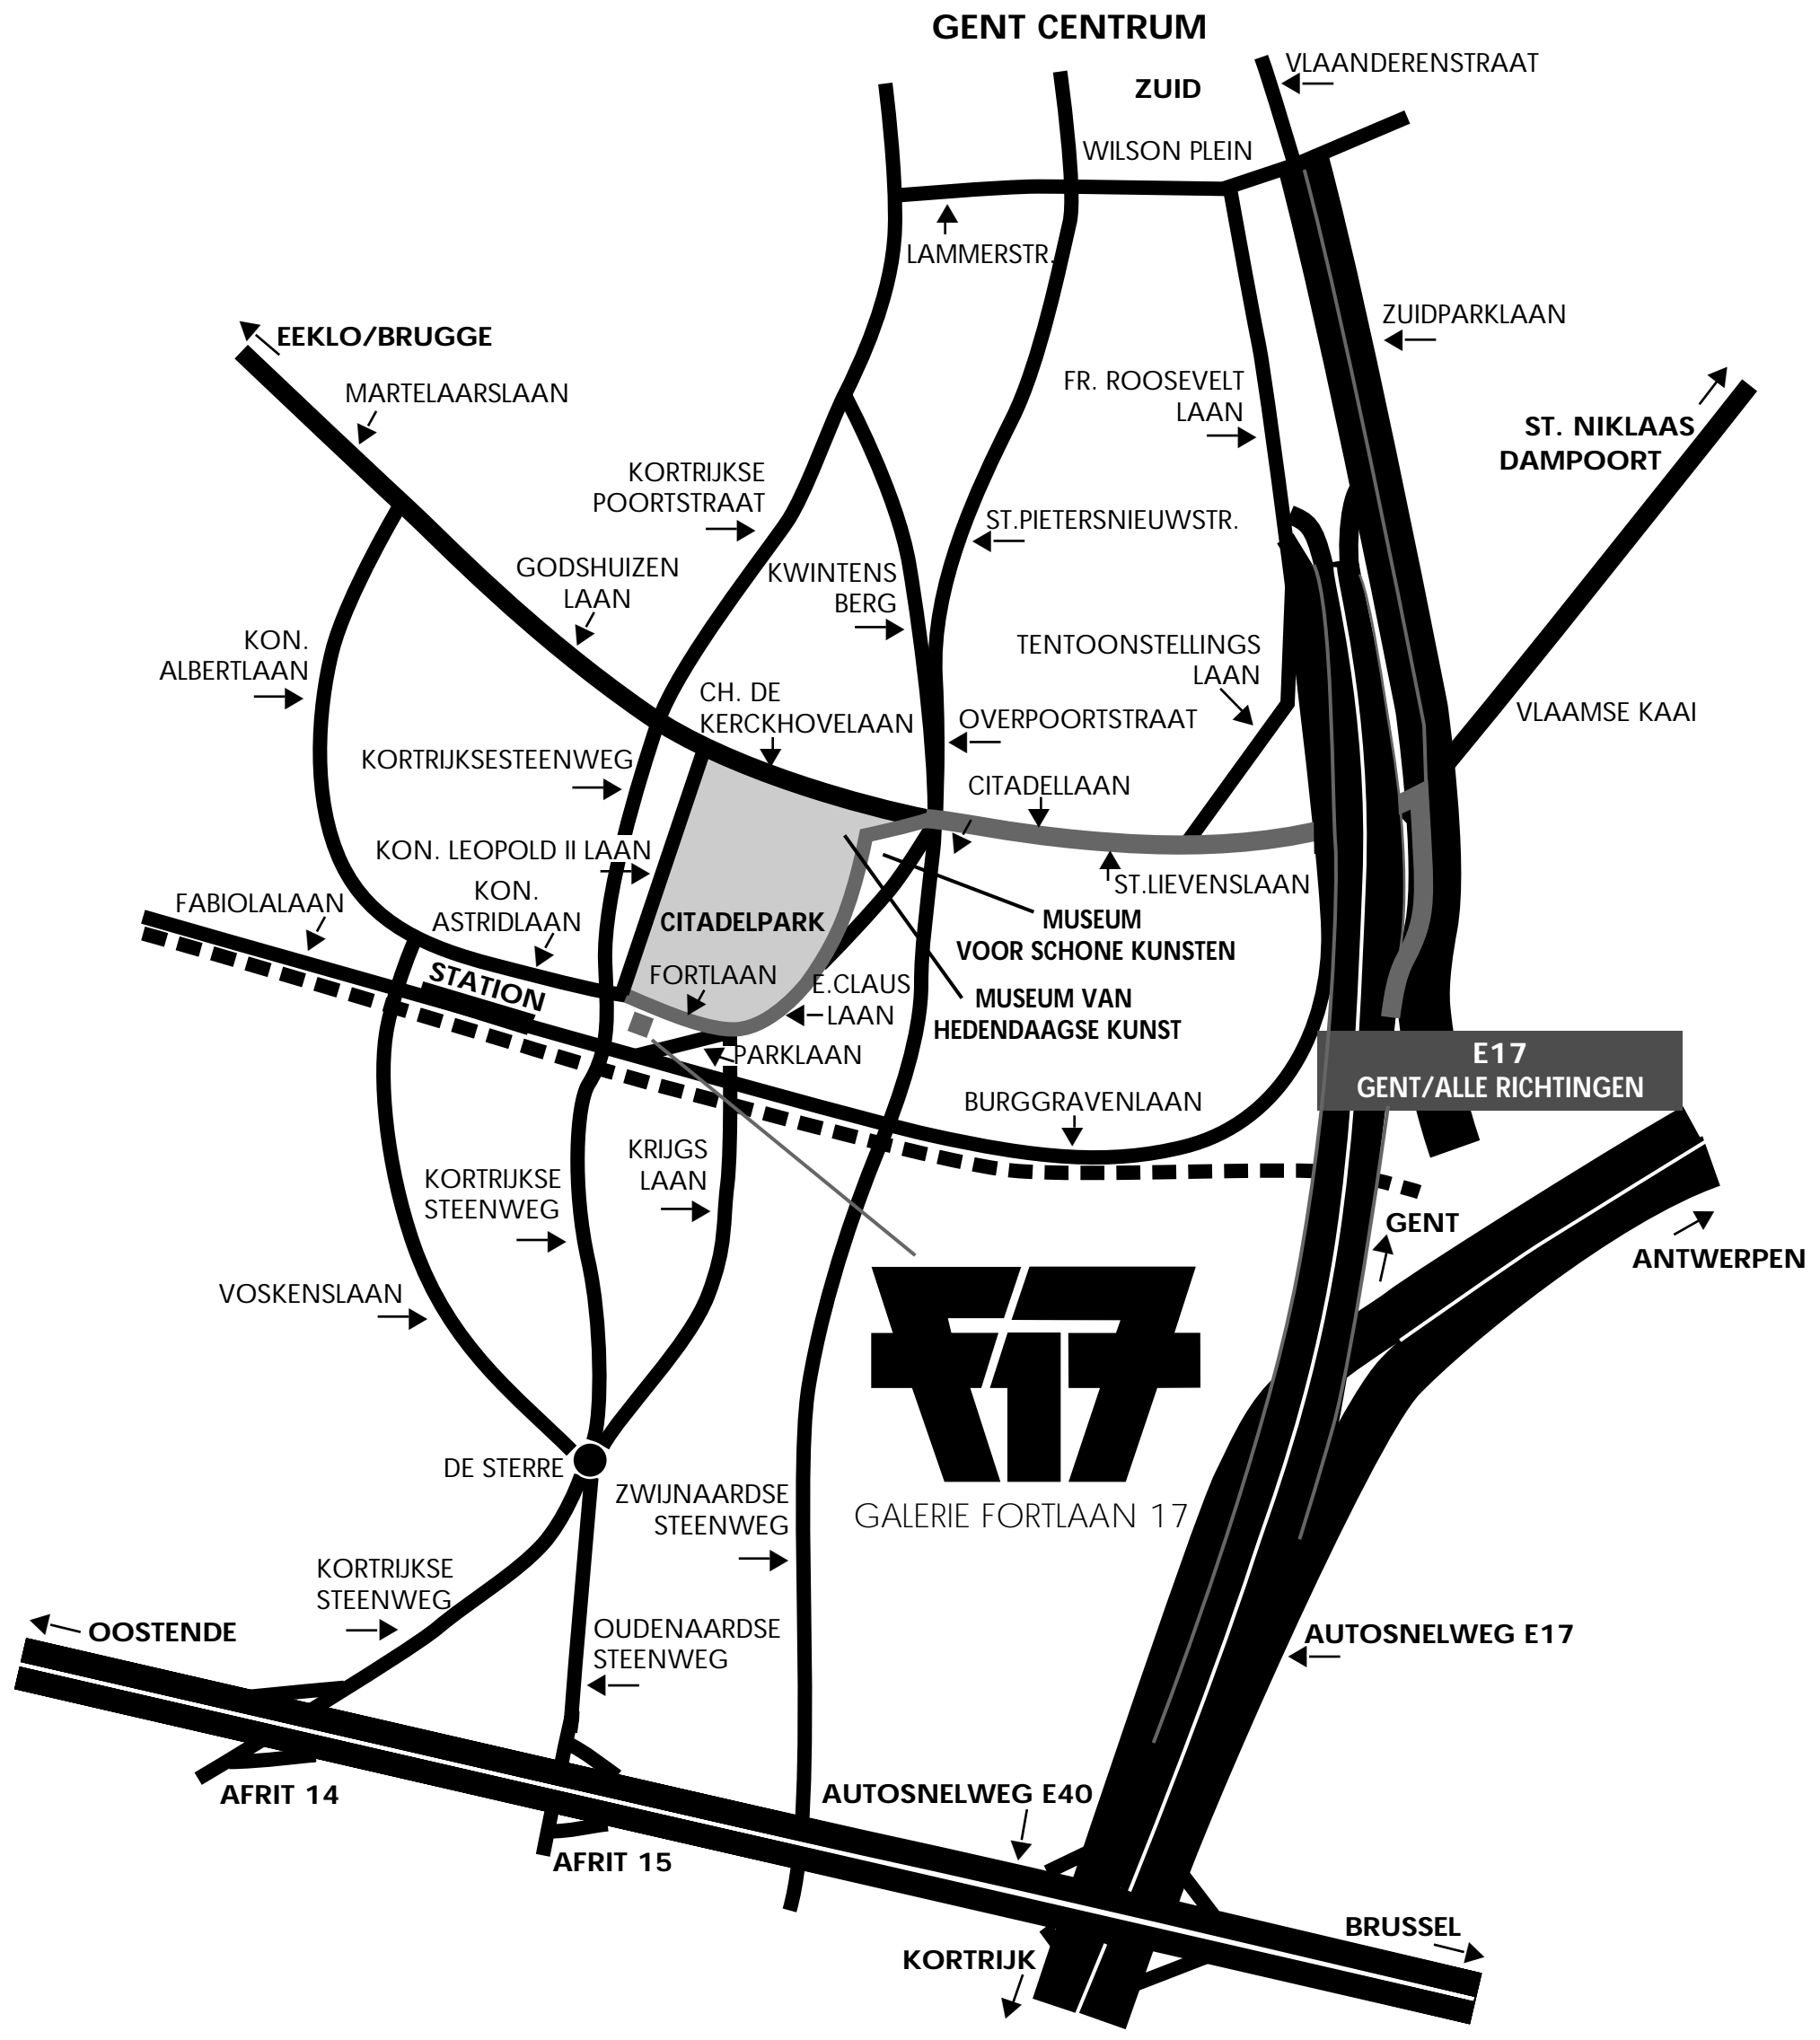 GENT CENTRUM
VLAANDERENSTRAAT
ZUID
WILSON PLEIN
LAMMERSTR.
ZUIDPARKLAAN
EEKLO/BRUGGE
MARTELAARSLAAN
FR. ROOSEVELT
LAAN
ST. NIKLAAS
DAMPOORT
KORTRIJKSE
POORTSTRAAT
ST.PIETERSNIEUWSTR.
GODSHUIZEN
LAAN
KWINTENS
BERG
KON.
ALBERTLAAN
TENTOONSTELLINGS
LAAN
CH. DE
KERCKHOVELAAN
OVERPOORTSTRAAT
VLAAMSE KAAI
KORTRIJKSESTEENWEG
CITADELLAAN
KON. LEOPOLD II LAAN
ST.LIEVENSLAAN
KON.
ASTRIDLAAN
FABIOLALAAN
CITADELPARK
MUSEUM
VOOR SCHONE KUNSTEN
STATION
FORTLAAN
E.CLAUS
LAAN
MUSEUM VAN
HEDENDAAGSE KUNST
PARKLAAN
E17
GENT/ALLE RICHTINGEN
BURGGRAVENLAAN
KRIJGS
LAAN
KORTRIJKSE
STEENWEG
GENT
ANTWERPEN
VOSKENSLAAN
F17
DE STERRE
ZWIJNAARDSE
STEENWEG
GALERIE FORTLAAN 17
KORTRIJKSE
STEENWEG
OOSTENDE
OUDENAARDSE
STEENWEG
AUTOSNELWEG E17
AFRIT 14
AUTOSNELWEG E40
AFRIT 15
BRUSSEL
KORTRIJK